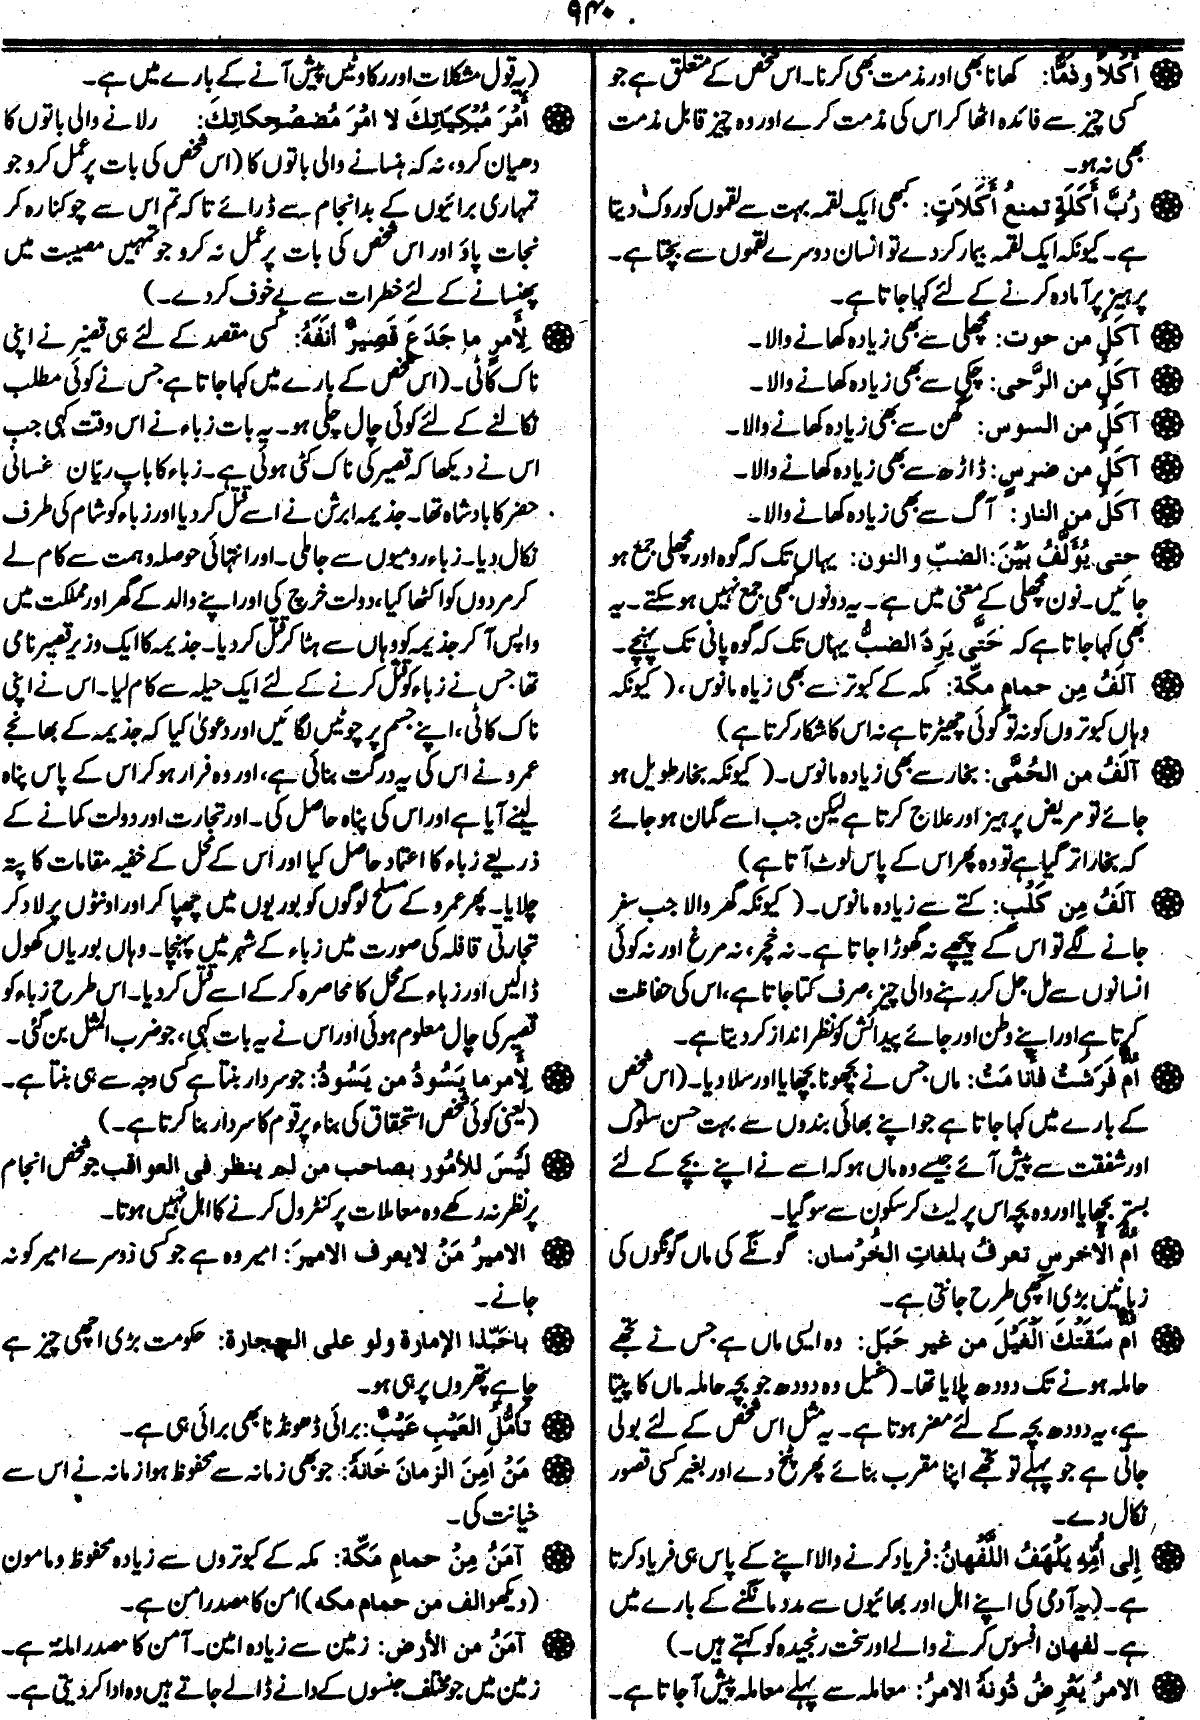 ۹۴۰
أَكْلاً وذَمًّا: کھانا بھی اور مذمت بھی کرنا۔ اس شخص کے متعلق ہے جو
کسی چیز سے فائدہ اٹھا کر اس کی مذمت کرے اور وہ چیز قابل مذمت
بھی نہ ہو۔
رُبَّ أَكَلَةٍ تمنعُ أَكَلاتٍ: کبھی ایک لقمہ بہت سے لقموں کو روک دیتا
ہے۔ کیونکہ ایک لقمہ بیمار کر دے تو انسان دوسرے لقموں سے بچتا ہے۔
پرہیز پر آمادہ کرنے کے لئے کہا جاتا ہے۔
آكَلُ من حوت: مچھلی سے بھی زیادہ کھانے والا۔
آكَلُ من الرَّحى: چکی سے بھی زیادہ کھانے والا۔
آكَلُ من السوس: گھن سے بھی زیادہ کھانے والا۔
آكَلُ من ضرس: ڈاڑھ سے بھی زیادہ کھانے والا۔
آكَلُ من النار: آگ سے بھی زیادہ کھانے والا۔
حتى يُؤَلَّفُ بَيْنَ: الضبّ و النون: یہاں تک کہ گوہ اور مچھلی جمع ہو
جائیں۔ نون مچھلی کے معنی میں ہے۔ یہ دونوں کبھی جمع نہیں ہو سکتے۔ یہ
بھی کہا جاتا ہے کہ حَتّٰى يَرِدَ الضبُّ یہاں تک کہ گوہ پانی تک پہنچے۔
آلَفُ مِن حمامِ مكّة: مکہ کے کبوتر سے بھی زیاہ مانوس، (کیونکہ
وہاں کبوتروں کو نہ تو کوئی چھیڑتا ہے نہ اس کا شکار کرتا ہے)
آلَفُ من الحُمّى: بخار سے بھی زیادہ مانوس۔ (کیونکہ بخار طویل ہو
جائے تو مریض پرہیز اور علاج کرتا ہے لیکن جب اسے گمان ہو جائے
کہ بخار اتر گیا ہے تو وہ پھر اس کے پاس لوٹ آتا ہے)
آلَفُ مِن كَلْبٍ: کتے سے زیادہ مانوس۔ (کیونکہ گھر والا جب سفر
جانے لگے تو اس کے پیچھے نہ گھوڑا جاتا ہے۔ نہ خچر، نہ مرغ اور نہ کوئی
انسانوں سے مل جل کر رہنے والی چیز، صرف کتا جاتا ہے، اس کی حفاظت
کرتا ہے اور اپنے وطن اور جائے پیدائش کو نظر انداز کر دیتا ہے۔
أُمٌّ فَرَشَتْ فَأَنَامَتْ: ماں جس نے بچھونا بچھایا اور سلا دیا۔ (اس شخص
کے بارے میں کہا جاتا ہے جو اپنے بھائی بندوں سے بہت حسن سلوک
اور شفقت سے پیش آئے جیسے وہ ماں ہو کہ اسے نے اپنے بچے کے لئے
بستر بچھایا اور وہ بچہ اس پر لیٹ کر سکون سے سو گیا۔
أُمُّ الأَخرسِ تعرفُ بلغاتِ الخُرْسان: گونگے کی ماں گونگوں کی
زبانیں بڑی اچھی طرح جانتی ہے۔
أُمٌّ سَقَتْكَ الْغَيْلَ من غير حَبَل: وہ ایسی ماں ہے جس نے تجھے
حاملہ ہونے تک دودھ پلایا تھا۔ (غیل وہ دودھ جو بچہ حاملہ ماں کا پیتا
ہے، یہ دودھ بچہ کے لئے مضر ہوتا ہے۔ یہ مثل اس شخص کے لئے بولی
جاتی ہے جو پہلے تو تجھے اپنا مقرب بنائے پھر پٹخ دے اور بغیر کسی قصور
نکال دے۔
إلى أُمِّهِ يَلْهَفُ اللَّهْفانُ: فریاد کرنے والا اپنے کے پاس ہی فریاد کرتا
ہے۔ (یہ آدمی کی اپنے اہل اور بھائیوں سے مدد مانگنے کے بارے میں
ہے۔ لفہان افسوس کرنے والے اور سخت رنجیدہ کو کہتے ہیں۔)
الامرُ يَعْرِضُ دُونَهُ الامرُ: معاملہ سے پہلے معاملہ پیش آ جاتا ہے۔
(یہ قول مشکلات اور رکاوٹیں پیش آنے کے بارے میں ہے۔
أَمْرَ مُبْكِيَاتِكَ لا امْرَ مُضحِكاتِكَ: رلانے والی باتوں کا
دھیان کرو، نہ کہ ہنسانے والی باتوں کا (اس شخص کی بات پر عمل کرو جو
تمہاری برائیوں کے بد انجام سے ڈرائے تا کہ تم اس سے چوکنا رہ کر
نجات پاؤ اور اس شخص کی بات پر عمل نہ کرو جو تمہیں مصیبت میں
پھنسانے کے لئے خطرات سے بے خوف کر دے۔)
لِأَمرٍ ما جَدَعَ قَصِيرٌ أَنْفَهُ: کسی مقصد کے لئے ہی قصیر نے اپنی
ناک کاٹی۔ (اس شخص کے بارے میں کہا جاتا ہے جس نے کوئی مطلب
نکالنے کے لئے کوئی چال چلی ہو۔ یہ بات زباء نے اس وقت کہی جب
اس نے دیکھا کہ قصیر کی ناک کٹی ہوئی ہے۔ زباء کا باپ ریّان غسانی
حضر کا بادشاہ تھا۔ جذیمہ ابرش نے اسے قتل کر دیا اور زباء کو شام کی طرف
نکال دیا۔ زباء رومیوں سے جا ملی۔ اور انتہائی حوصلہ و ہمت سے کام لے
کر مردوں کو اکٹھا کیا، دولت خرچ کی اور اپنے والد کے گھر اور مملکت میں
واپس آ کر جذیمہ کو وہاں سے ہٹا کر قتل کر دیا۔ جذیمہ کا ایک وزیر قصیر نامی
تھا جس نے زباء کو قتل کرنے کے لئے ایک حیلہ سے کام لیا۔ اس نے اپنی
ناک کاٹی، اپنے جسم پر چوٹیں لگائیں اور دعویٰ کیا کہ جذیمہ کے بھانجے
عمرو نے اس کی یہ درگت بنائی ہے، اور وہ فرار ہو کر اس کے پاس پناہ
لینے آیا ہے اور اس کی پناہ حاصل کی۔ اور تجارت اور دولت کمانے کے
ذریعے زباء کا اعتماد حاصل کیا اور اس کے محل کے خفیہ مقامات کا پتہ
چلایا۔ پھر عمرو کے مسلح لوگوں کو بوریوں میں چھپا کر اور اونٹوں پر لاد کر
تجارتی قافلہ کی صورت میں زباء کے شہر میں پہنچا۔ وہاں بوریاں کھول
ڈالیں اور زباء کے محل کا محاصرہ کر کے اسے قتل کر دیا۔ اس طرح زباء کو
قصیر کی چال معلوم ہوئی اور اس نے یہ بات کہی، جو ضرب المثل بن گئی۔
لِأَمرٍ ما يَسُودُ من يَسُودُ: جو سردار بنتا ہے کسی وجہ سے ہی بنتا ہے۔
(یعنی کوئی شخص استحقاق کی بناء پر قوم کا سردار بنا کرتا ہے۔)
لَيْسَ للأمُور بصاحب من لم ينظر فى العواقب جو شخص انجام
پر نظر نہ رکھے وہ معاملات پر کنٹرول کرنے کا اہل نہیں ہوتا۔
الاميرُ مَنْ لايعرف الاميرَ: امیر وہ ہے جو کسی دوسرے امیر کو نہ
جانے۔
ياحَبّذا الإمارة ولو على الحجارة: حکومت بڑی اچھی چیز ہے
چاہے پتھروں پر ہی ہو۔
تأمُّلُ العَيْبِ عَيْبٌ: برائی ڈھونڈنا بھی برائی ہی ہے۔
مَنْ اَمِنَ الزمانَ خانَهُ: جو بھی زمانہ سے محفوظ ہوا زمانہ نے اس سے
خیانت کی۔
آمَنُ مِنْ حمامِ مَكّة: مکہ کے کبوتروں سے زیادہ محفوظ و مامون
(دیکھو الف من حمام مکہ) امن کا مصدر امن ہے۔
آمَنُ من الأرض: زمین سے زیادہ امین۔ آمن کا مصدر امانۃ ہے۔
زمین میں جو مختلف جنسوں کے دانے ڈالے جاتے ہیں وہ ادا کر دیتی ہے۔